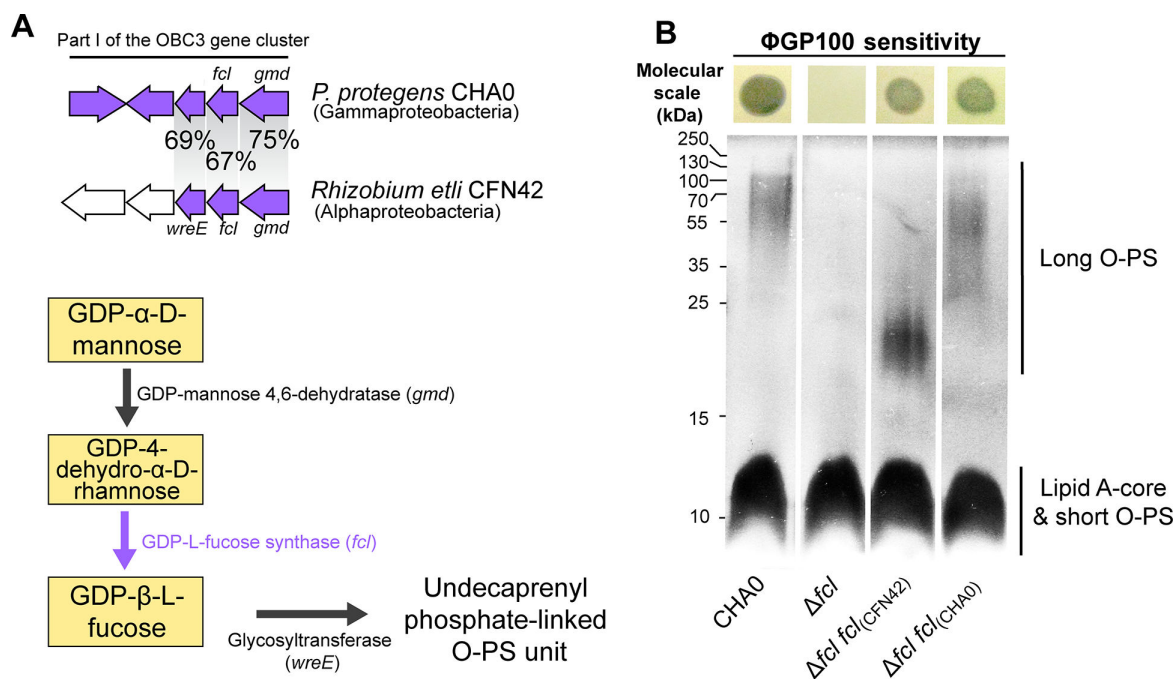 A
Part I of the OBC3 gene cluster
fcl
gmd
P. protegens CHA0
(Gammaproteobacteria)
69%
75%
67%
Rhizobium etli CFN42
(Alphaproteobacteria)
wreE
fcl
gmd
GDP-α-D-
mannose
GDP-mannose 4,6-dehydratase (gmd)
GDP-4-
dehydro-α-D-
rhamnose
GDP-L-fucose synthase (fcl)
GDP-β-L-
fucose
Glycosyltransferase
(wreE)
Undecaprenyl
phosphate-linked
O-PS unit
B
ΦGP100 sensitivity
Molecular
scale
(kDa)
250
130
100
70
55
35
25
15
10
Long O-PS
Lipid A-core
& short O-PS
CHA0
Δfcl
Δfcl fcl(CFN42)
Δfcl fcl(CHA0)